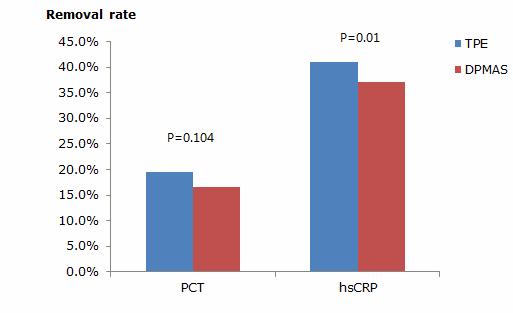 Removal rate
45.0%
40.0%
35.0%
30.0%
25.0%
20.0%
15.0%
10.0%
5.0%
0.0%
P=0.104
P=0.01
PCT
hsCRP
TPE
DPMAS